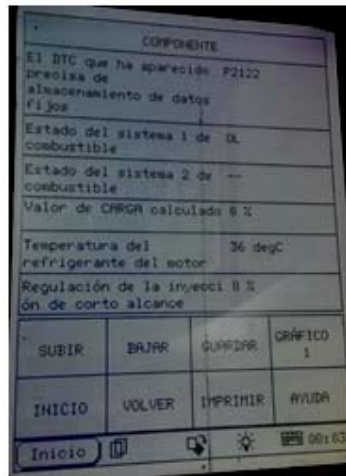 COMPONENTE
El DTC que ha aparecido P2122
precisa de
almacenamiento de datos
fijos
Estado del sistema 1 de OL
combustible
Estado del sistema 2 de --
combustible
Valor de CARGA calculado 0 %
Temperatura del 36 degC
refrigerante del motor
Regulación de la inyecci 0 %
ón de corto alcance
SUBIR BAJAR GUARDAR GRÁFICO
1
INICIO VOLVER IMPRIMIR AYUDA
Inicio 00:03